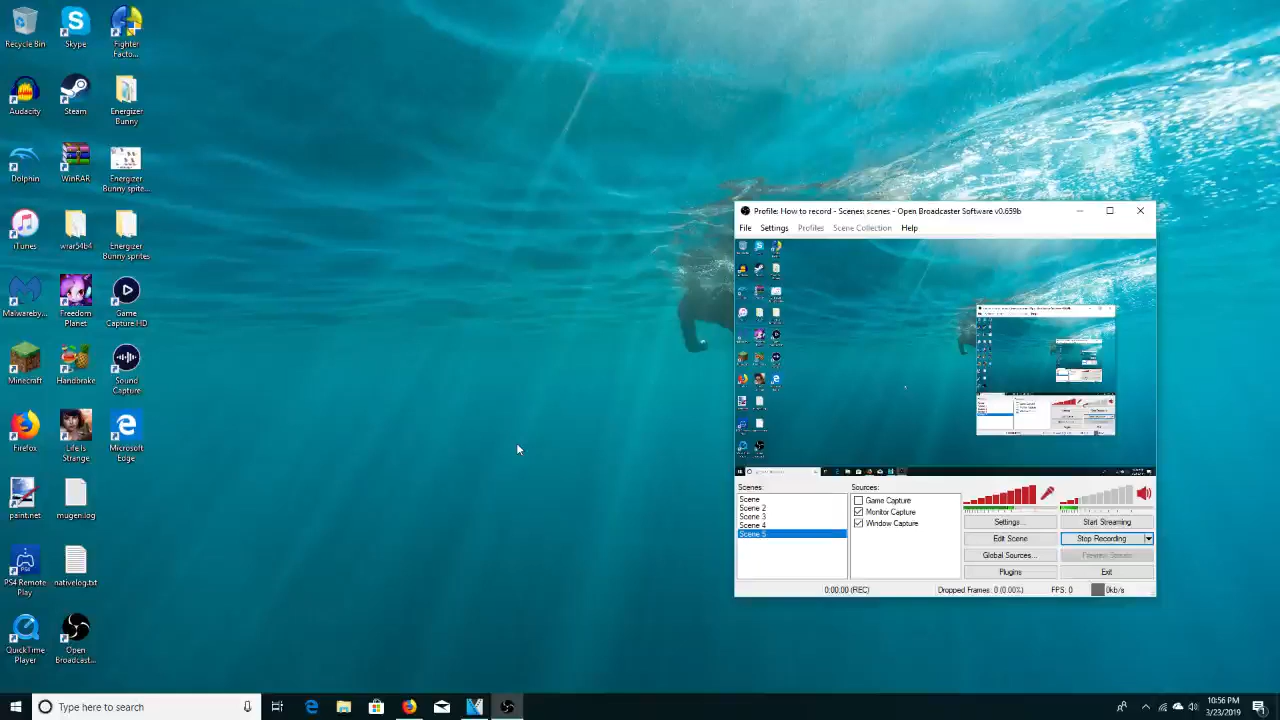 Recycle Bin
Skype
Fighter
Facto...
Audacity
Steam
Energizer
Bunny
Dolphin
WinRAR
Energizer
Bunny sprite...
iTunes
war54b4
Energizer
Bunny sprites
Malwareby...
Freedom
Planet
Game
Capture HD
Minecraft
Handbrake
Sound
Capture
Firefox
Life Is
Strange
Microsoft
Edge
paint.net
mugen.log
PS4 Remote
Play
nativelog.txt
QuickTime
Player
Open
Broadcast...
Profile: How to record - Scenes: scenes - Open Broadcaster Software v0.659b
File Settings Profiles Scene Collection Help
Scenes:
Scene
Scene 2
Scene 3
Scene 4
Scene 5
Sources:
Game Capture
Monitor Capture
Window Capture
Settings...
Start Streaming
Edit Scene
Stop Recording
Global Sources...
Preview Stream
Plugins
Exit
0:00:00 (REC)
Dropped Frames: 0 (0.00%)
FPS: 0
0kb/s
Type here to search
10:56 PM
3/23/2019